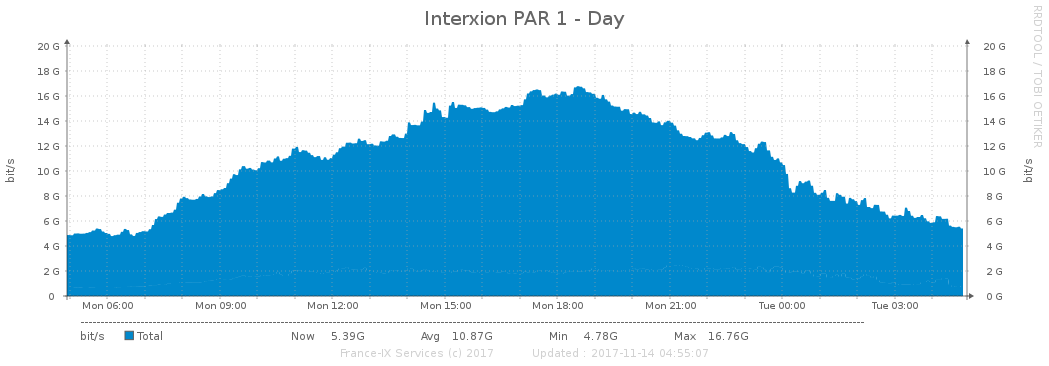 Interxion PAR 1 - Day
RRDTOOL / TOBI OETIKER
20 G 20 G
18 G 18 G
16 G 16 G
14 G 14 G
12 G 12 G
10 G 10 G
8 G 8 G
6 G 6 G
4 G 4 G
2 G 2 G
0 0 G
bit/s bit/s
Mon 06:00 Mon 09:00 Mon 12:00 Mon 15:00 Mon 18:00 Mon 21:00 Tue 00:00 Tue 03:00
bit/s Total Now 5.39G Avg 10.87G Min 4.78G Max 16.76G
France-IX Services (c) 2017 Updated : 2017-11-14 04:55:07